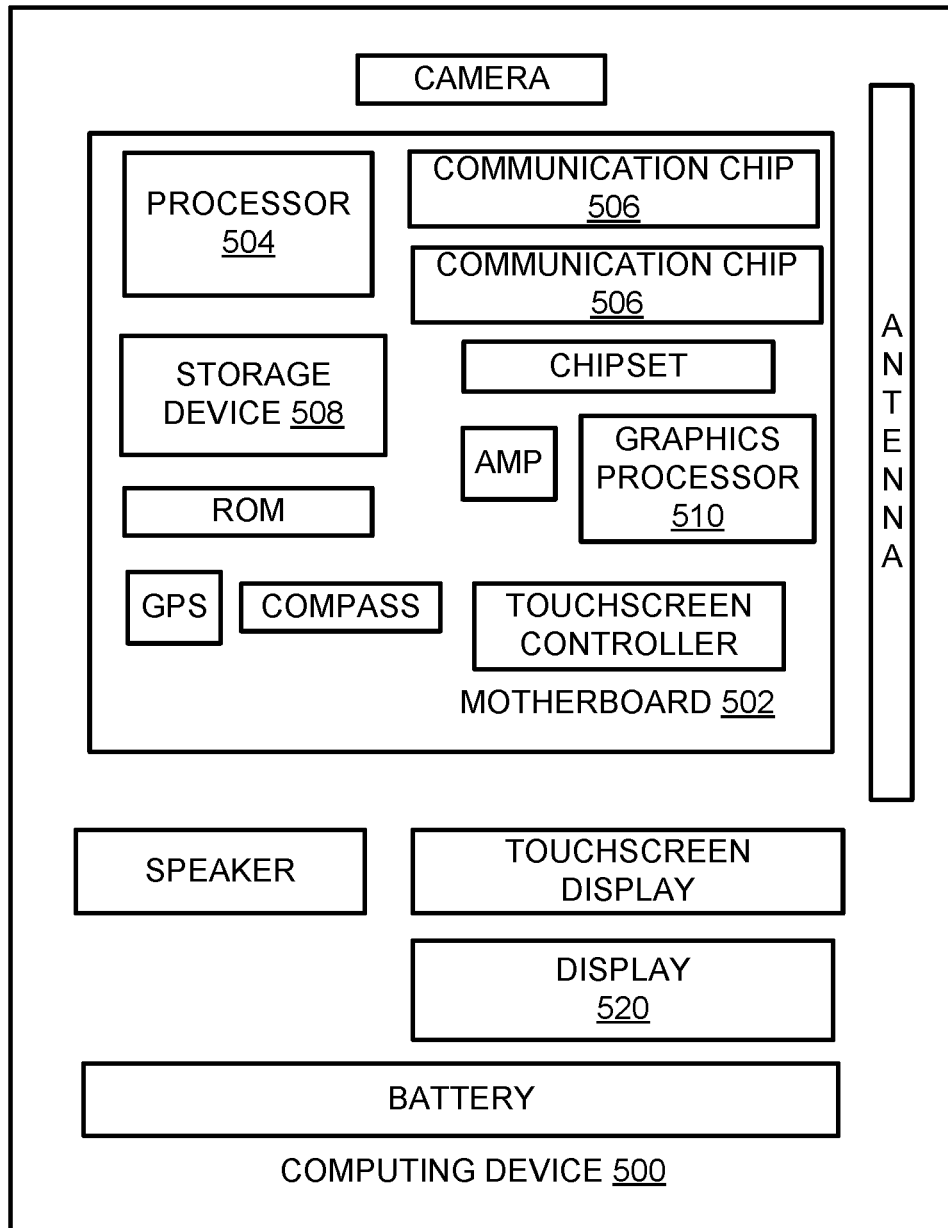 CAMERA
PROCESSOR
504
COMMUNICATION CHIP
506
COMMUNICATION CHIP
506
STORAGE
DEVICE 508
CHIPSET
AMP
GRAPHICS
PROCESSOR
510
ROM
GPS
COMPASS
TOUCHSCREEN
CONTROLLER
MOTHERBOARD 502
ANTENNA
SPEAKER
TOUCHSCREEN
DISPLAY
DISPLAY
520
BATTERY
COMPUTING DEVICE 500